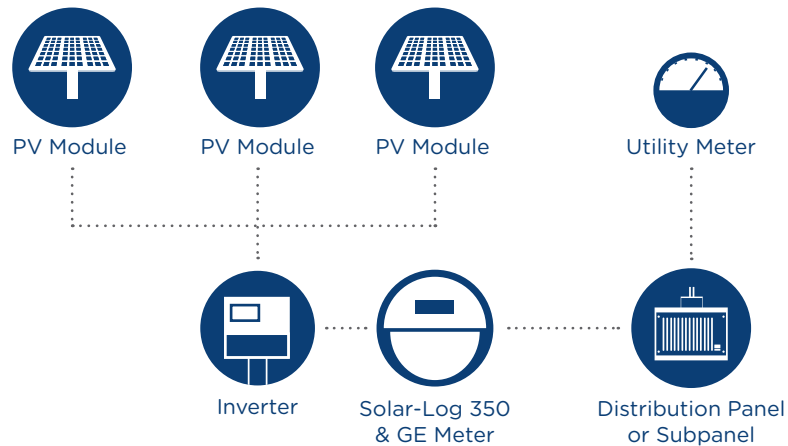 PV Module
PV Module
PV Module
Utility Meter
Inverter
Solar-Log 350
& GE Meter
Distribution Panel
or Subpanel